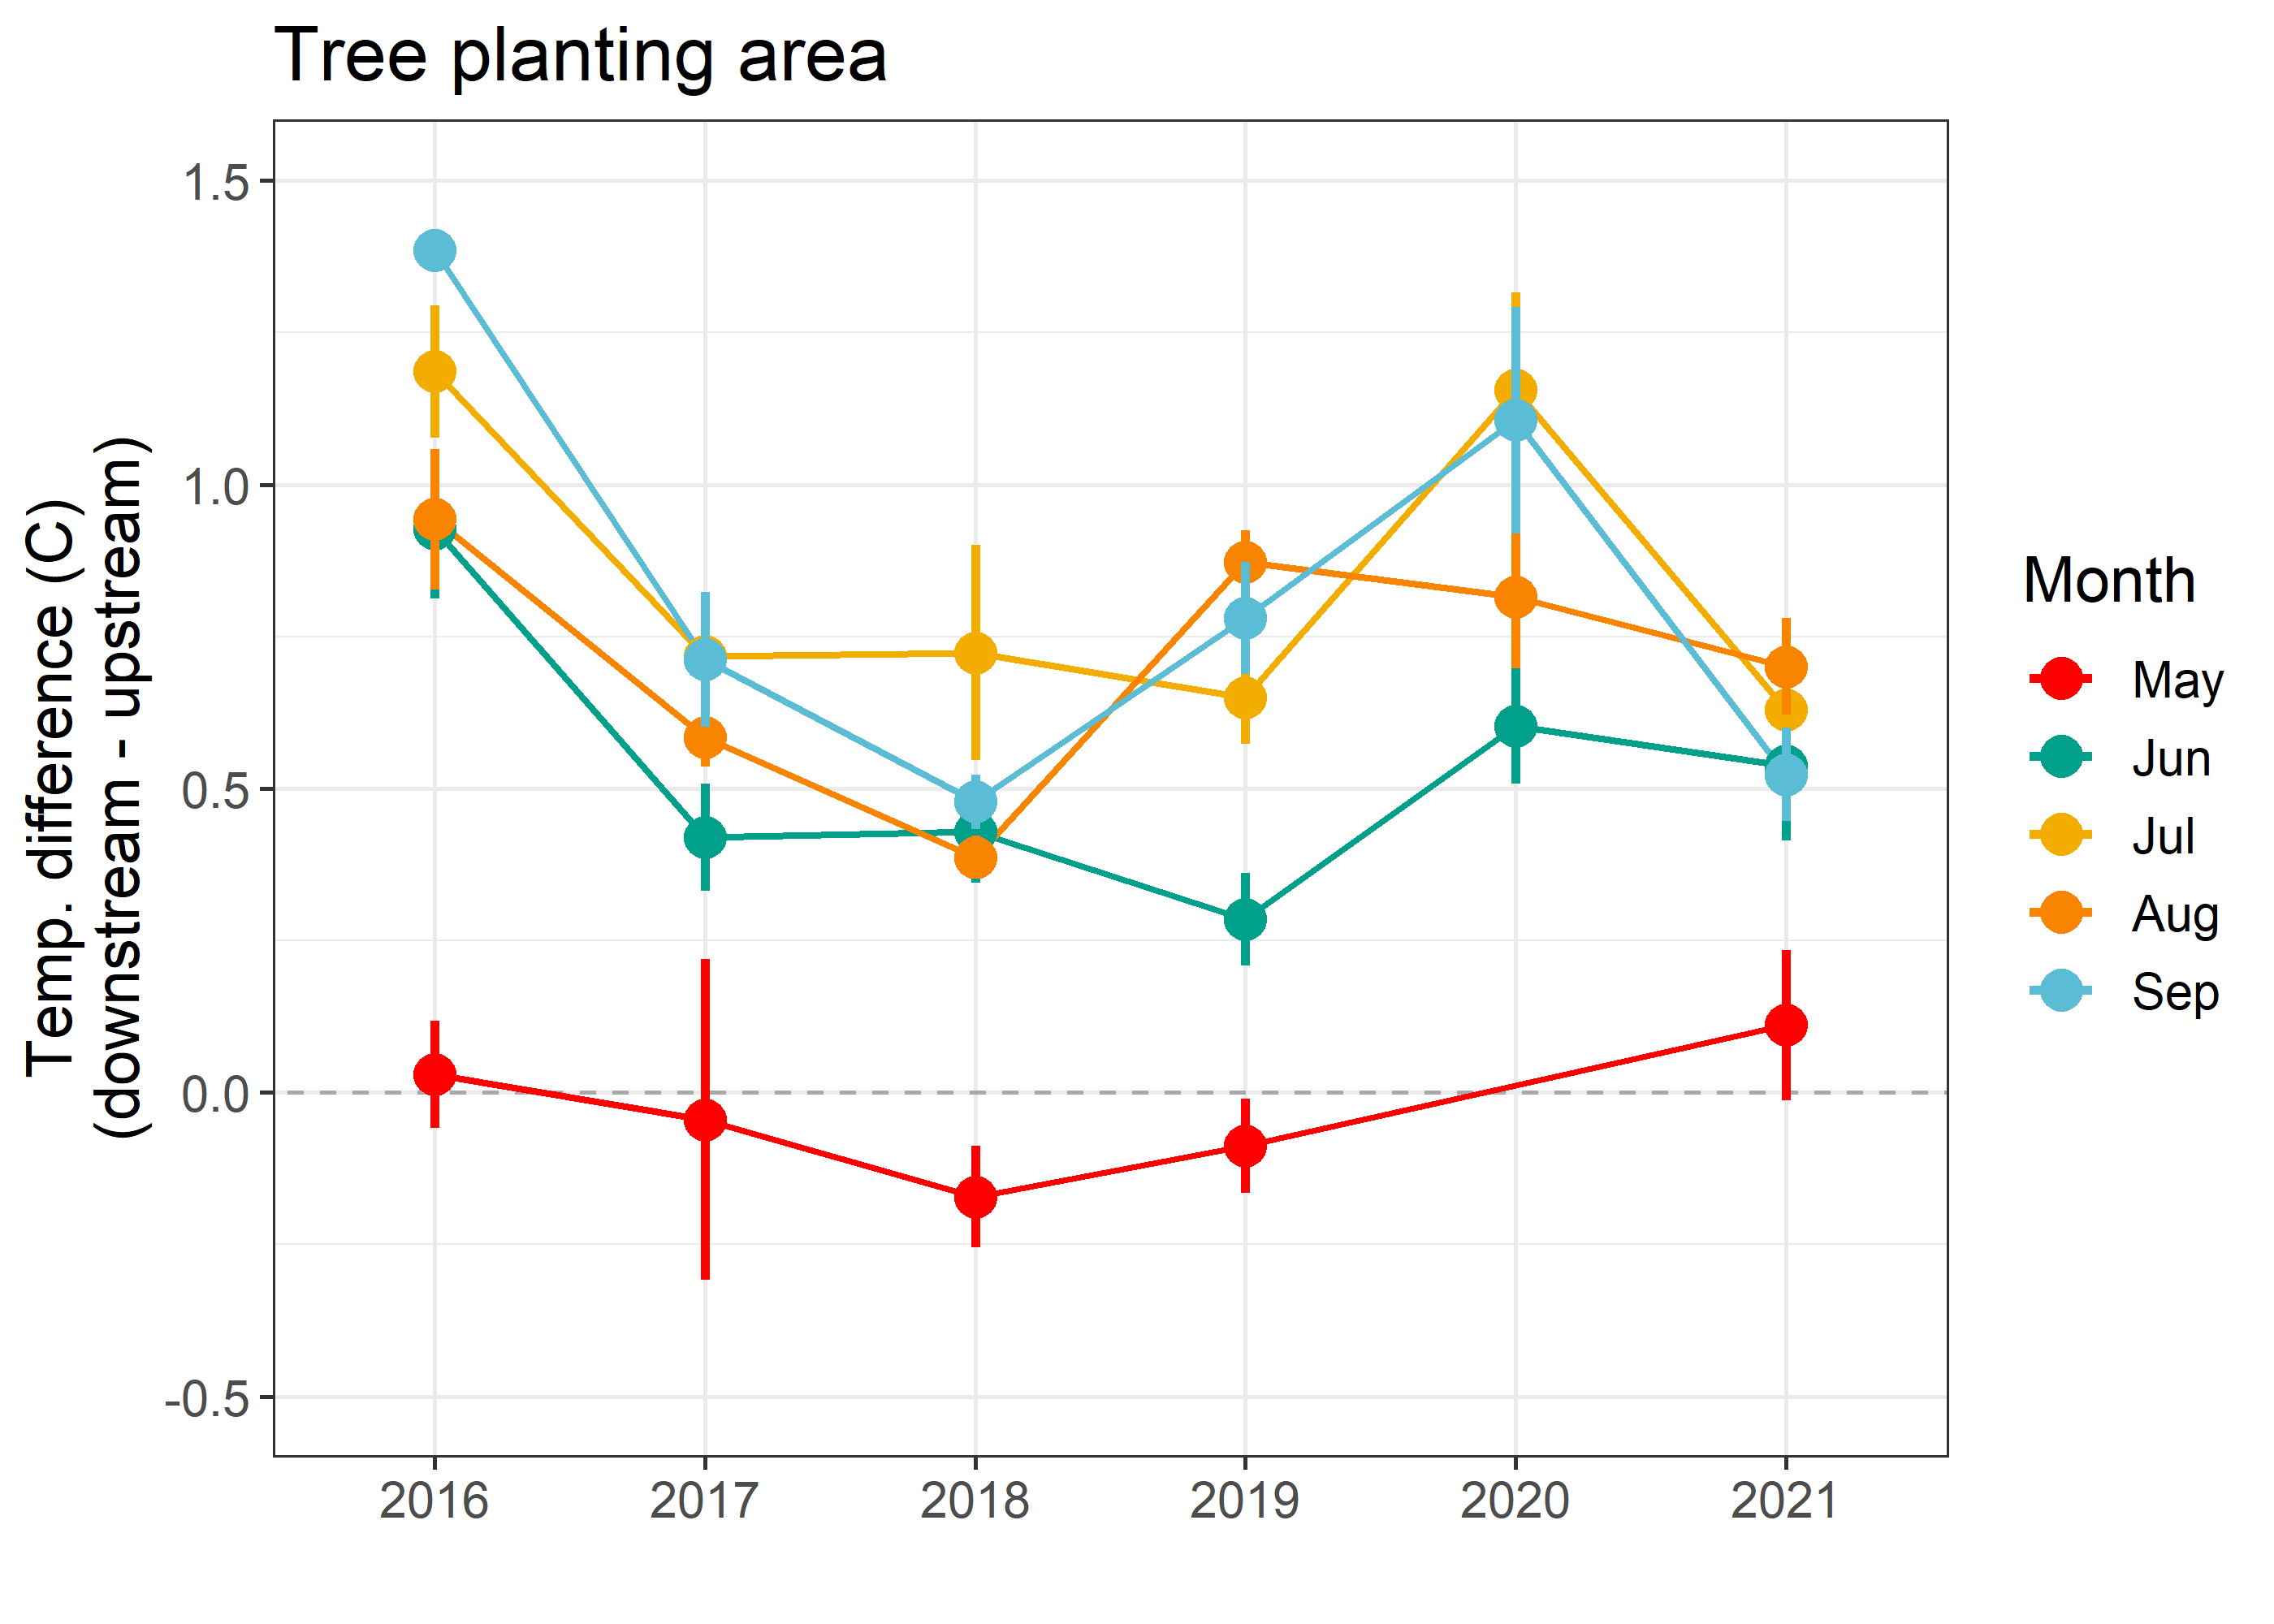 Tree planting area
Temp. difference (C)
(downstream - upstream)
1.5
1.0
0.5
0.0
-0.5
2016 2017 2018 2019 2020 2021
Month
May
Jun
Jul
Aug
Sep